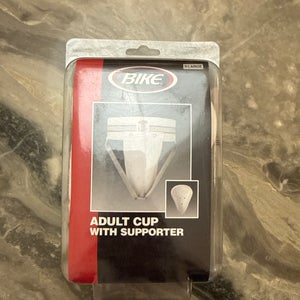 X-LARGE
BIKE
ADULT CUP
WITH SUPPORTER